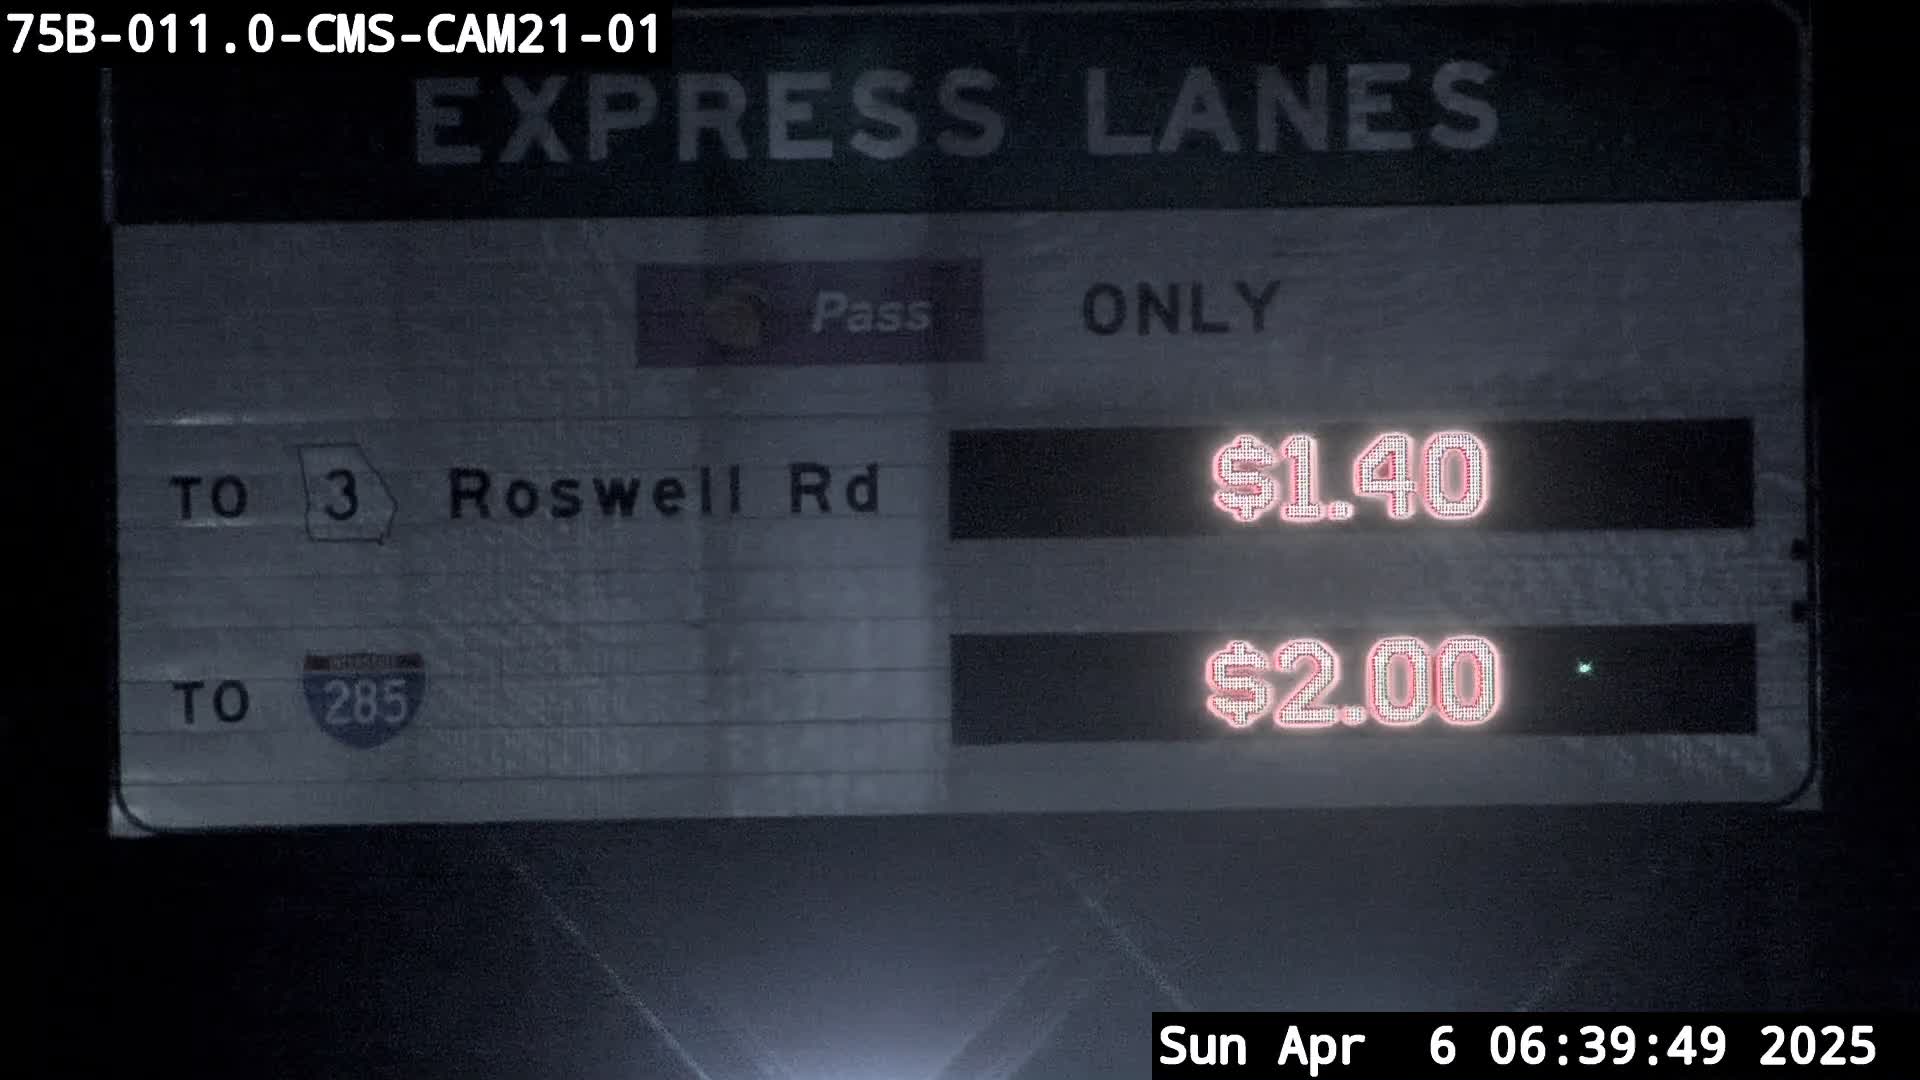 75B-011.0-CMS-CAM21-01
EXPRESS LANES
Pass ONLY
TO 3 Roswell Rd $1.40
INTERSTATE
TO 285 $2.00
Sun Apr 6 06:39:49 2025